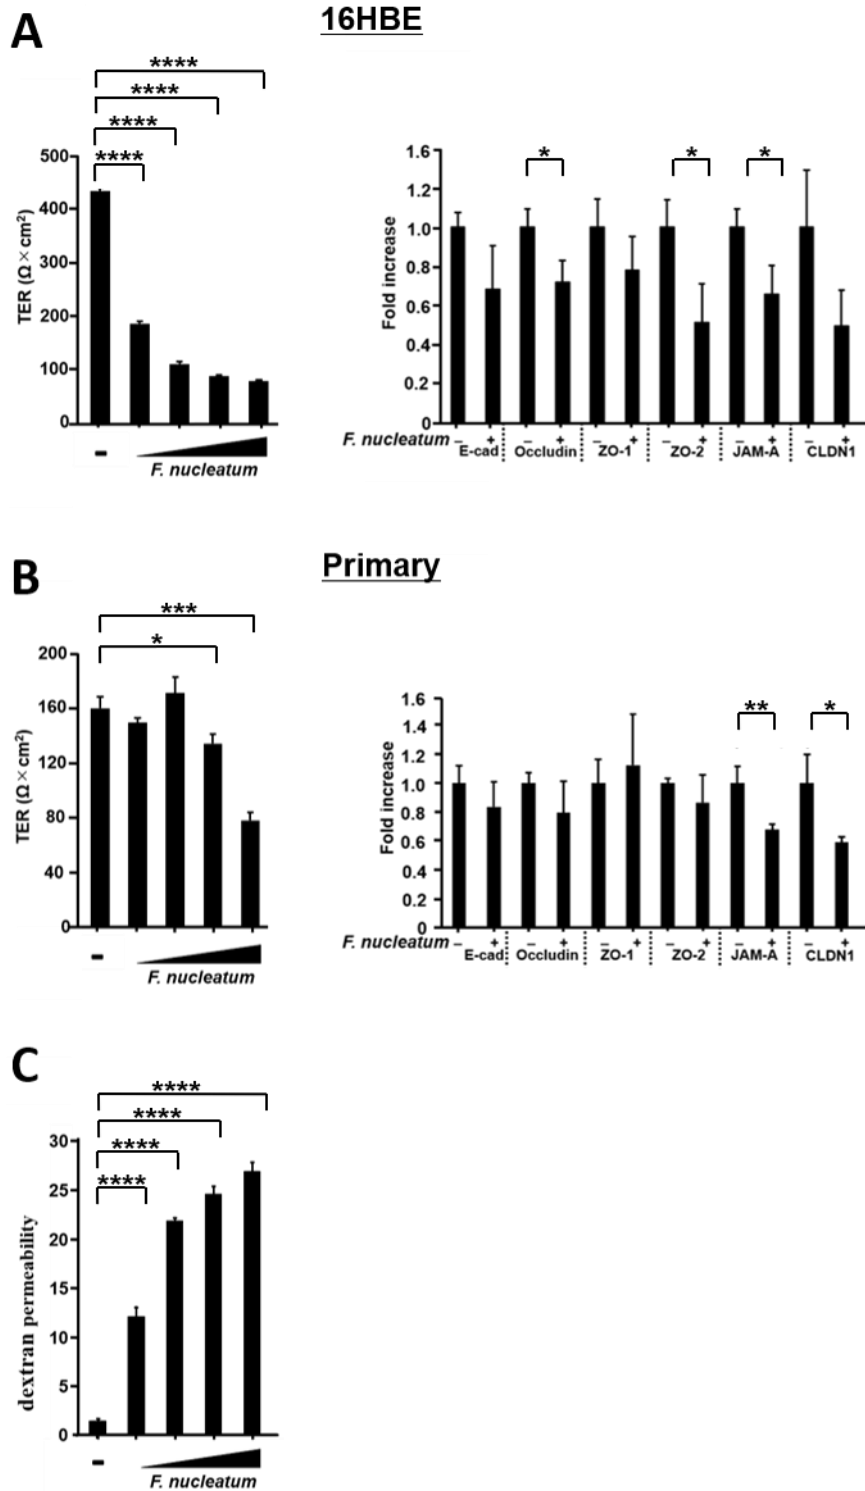 A
16HBE
****
****
****
****
500
400
300
200
100
0
TER (Ω × cm²)
-
F. nucleatum
1.6
1.2
1.0
0.8
0.6
0.4
0.2
0
Fold increase
* * *
F. nucleatum – + – + – + – + – + – +
E-cad Occludin ZO-1 ZO-2 JAM-A CLDN1
B
Primary
***
*
200
160
120
80
40
0
TER (Ω × cm²)
-
F. nucleatum
1.6
1.4
1.2
1.0
0.8
0.6
0.4
0.2
0
Fold increase
** *
F. nucleatum – + – + – + – + – + – +
E-cad Occludin ZO-1 ZO-2 JAM-A CLDN1
C
****
****
****
****
30
25
20
15
10
5
0
dextran permeability
-
F. nucleatum